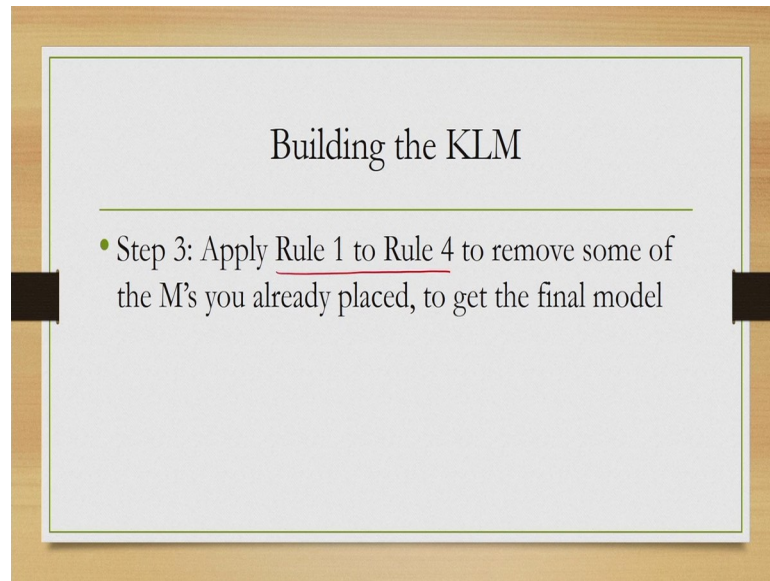 Building the KLM
• Step 3: Apply Rule 1 to Rule 4 to remove some of
the M’s you already placed, to get the final model